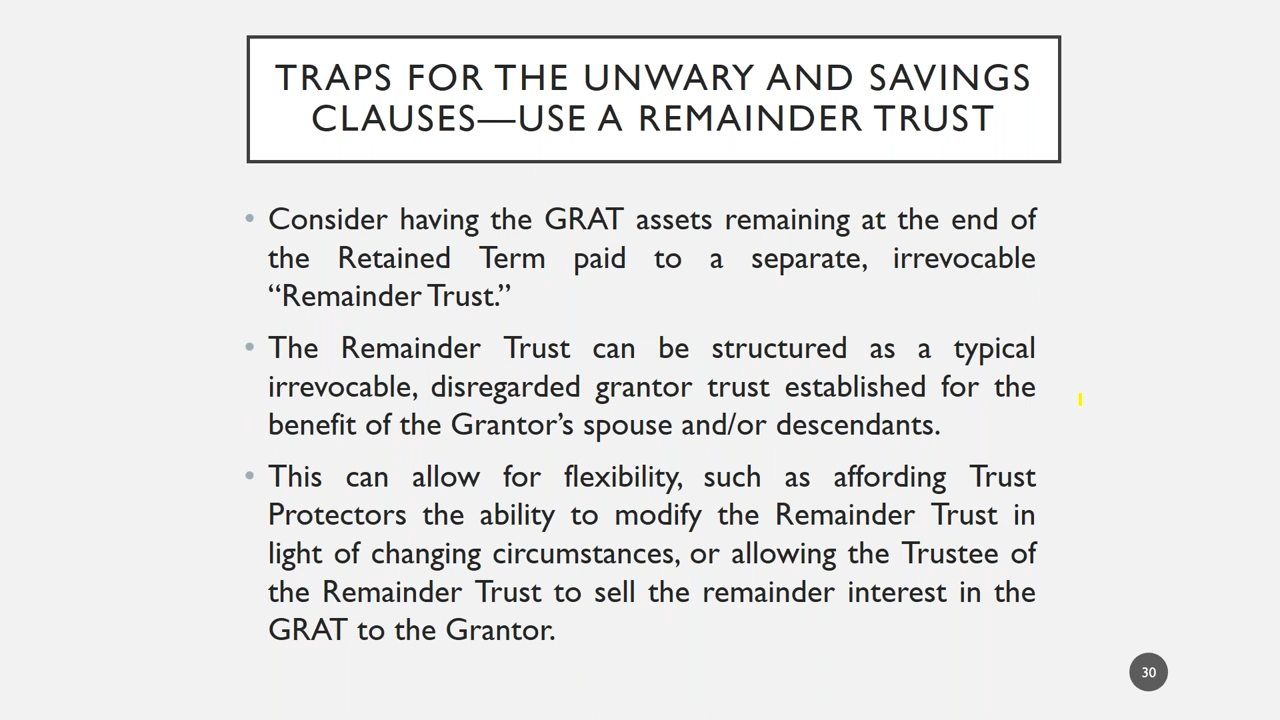 TRAPS FOR THE UNWARY AND SAVINGS
CLAUSES—USE A REMAINDER TRUST
• Consider having the GRAT assets remaining at the end of
the Retained Term paid to a separate, irrevocable
“Remainder Trust.”
• The Remainder Trust can be structured as a typical
irrevocable, disregarded grantor trust established for the
benefit of the Grantor’s spouse and/or descendants.
• This can allow for flexibility, such as affording Trust
Protectors the ability to modify the Remainder Trust in
light of changing circumstances, or allowing the Trustee of
the Remainder Trust to sell the remainder interest in the
GRAT to the Grantor.
30